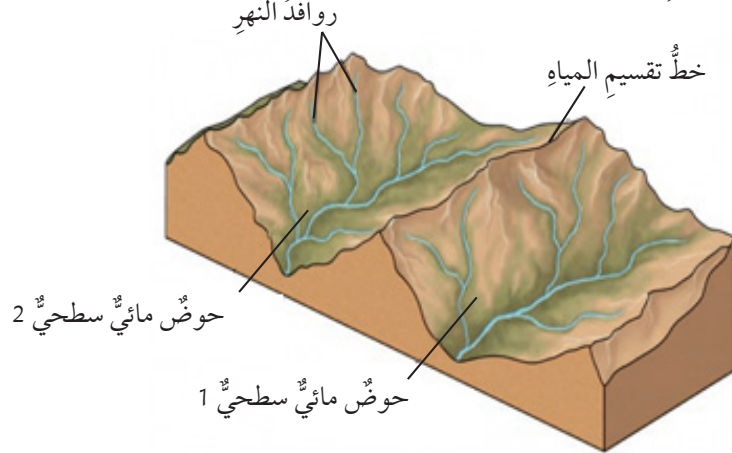 روافدُ النهرِ
خطُّ تقسيمِ المياهِ
حوضٌ مائيٌّ سطحيٌّ 2
حوضٌ مائيٌّ سطحيٌّ 1